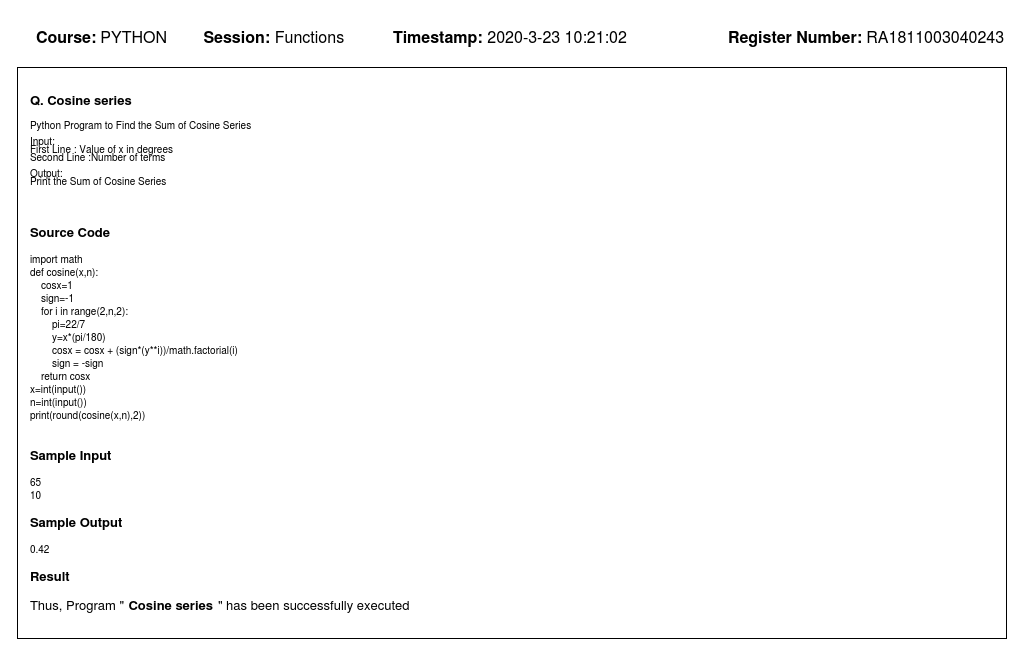 Course: PYTHON Session: Functions Timestamp: 2020-3-23 10:21:02 Register Number: RA1811003040243
Q. Cosine series
Python Program to Find the Sum of Cosine Series
Input:
First Line : Value of x in degrees
Second Line :Number of terms
Output:
Print the Sum of Cosine Series
Source Code
import math
def cosine(x,n):
    cosx=1
    sign=-1
    for i in range(2,n,2):
        pi=22/7
        y=x*(pi/180)
        cosx = cosx + (sign*(y**i))/math.factorial(i)
        sign = -sign
    return cosx
x=int(input())
n=int(input())
print(round(cosine(x,n),2))
Sample Input
65
10
Sample Output
0.42
Result
Thus, Program " Cosine series " has been successfully executed